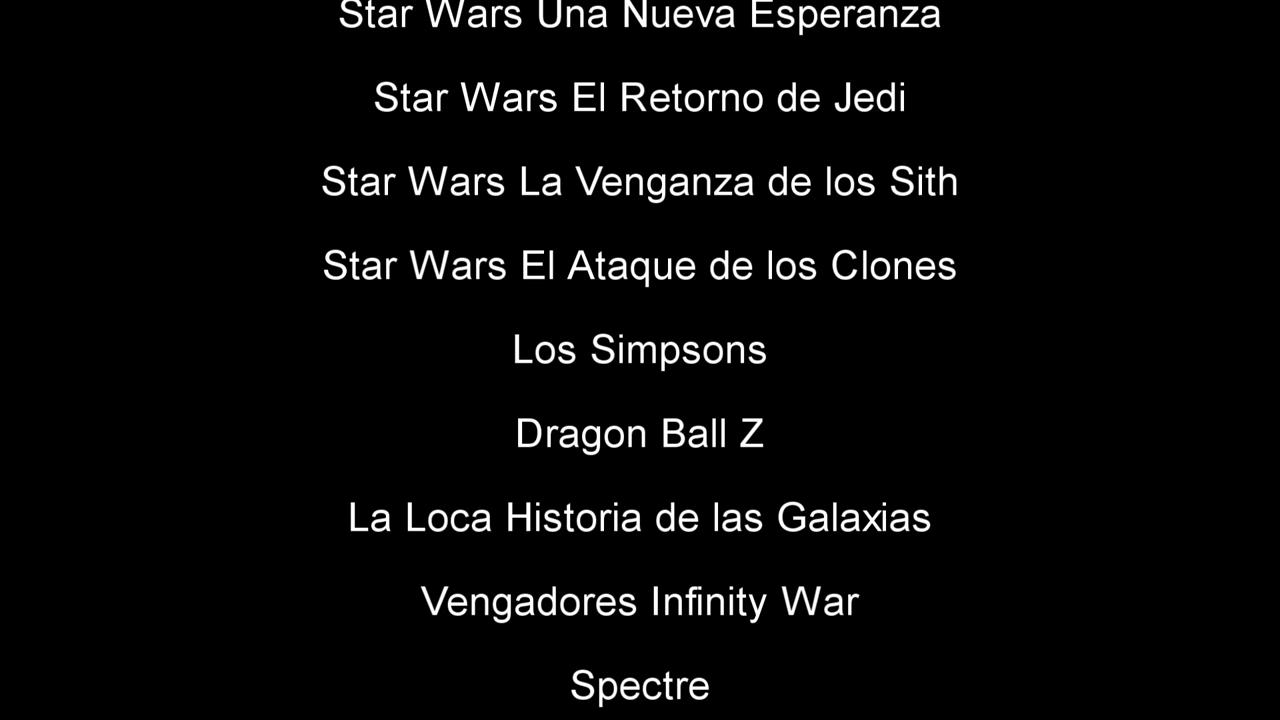 Star Wars Una Nueva Esperanza
Star Wars El Retorno de Jedi
Star Wars La Venganza de los Sith
Star Wars El Ataque de los Clones
Los Simpsons
Dragon Ball Z
La Loca Historia de las Galaxias
Vengadores Infinity War
Spectre